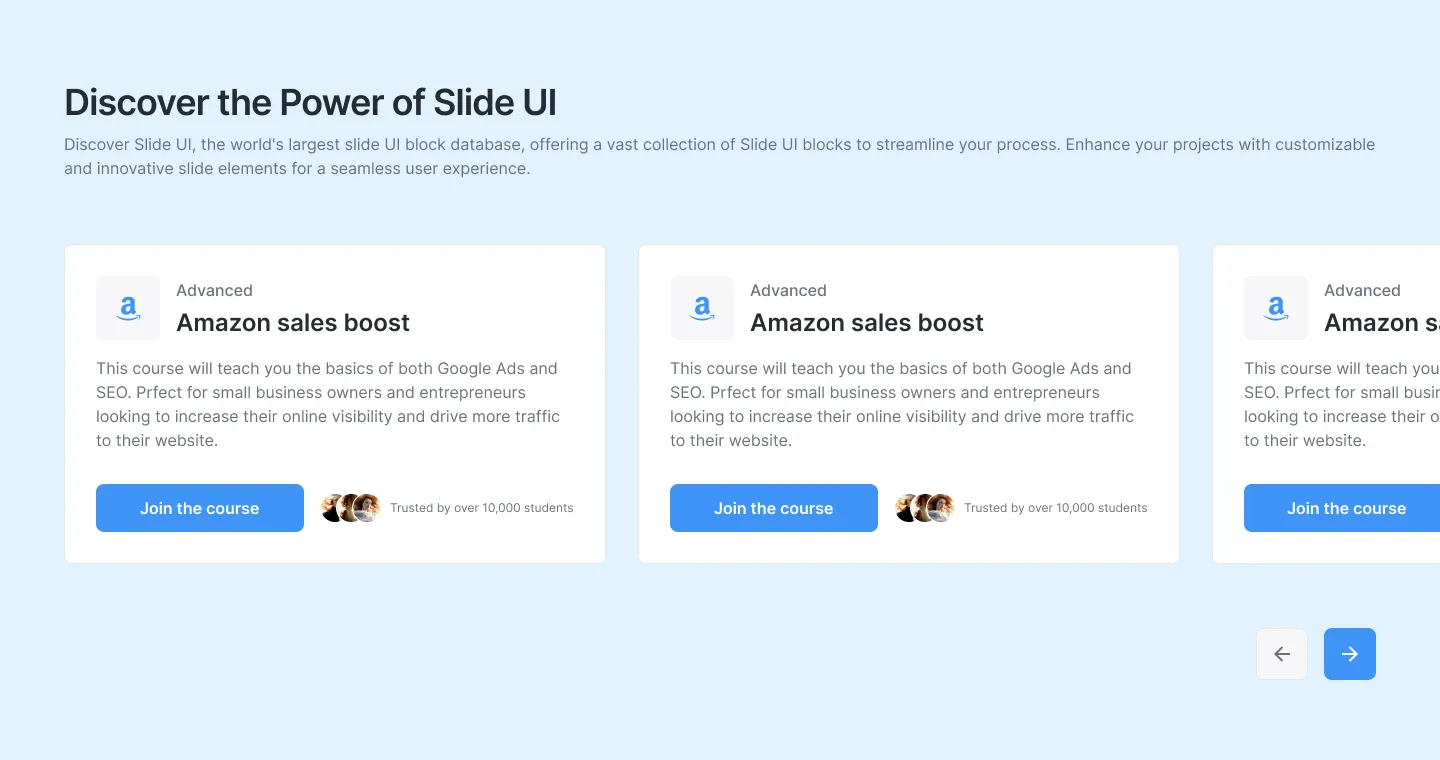 Discover the Power of Slide UI
Discover Slide UI, the world's largest slide UI block database, offering a vast collection of Slide UI blocks to streamline your process. Enhance your projects with customizable
and innovative slide elements for a seamless user experience.
Advanced
Amazon sales boost
This course will teach you the basics of both Google Ads and
SEO. Prfect for small business owners and entrepreneurs
looking to increase their online visibility and drive more traffic
to their website.
Join the course
Trusted by over 10,000 students
Advanced
Amazon sales boost
This course will teach you the basics of both Google Ads and
SEO. Prfect for small business owners and entrepreneurs
looking to increase their online visibility and drive more traffic
to their website.
Join the course
Trusted by over 10,000 students
Advanced
Amazon
This course will teach you
SEO. Prfect for small
looking to increase their
to their website.
Join the course